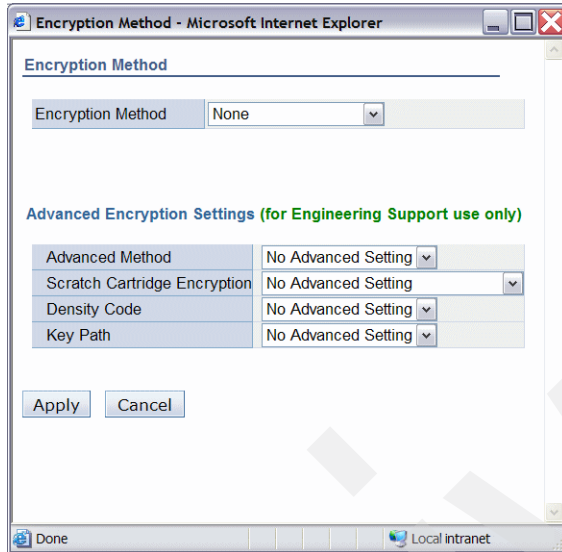 Encryption Method - Microsoft Internet Explorer
Encryption Method
Encryption Method None
Advanced Encryption Settings (for Engineering Support use only)
Advanced Method No Advanced Setting
Scratch Cartridge Encryption No Advanced Setting
Density Code No Advanced Setting
Key Path No Advanced Setting
Apply Cancel
Done Local intranet